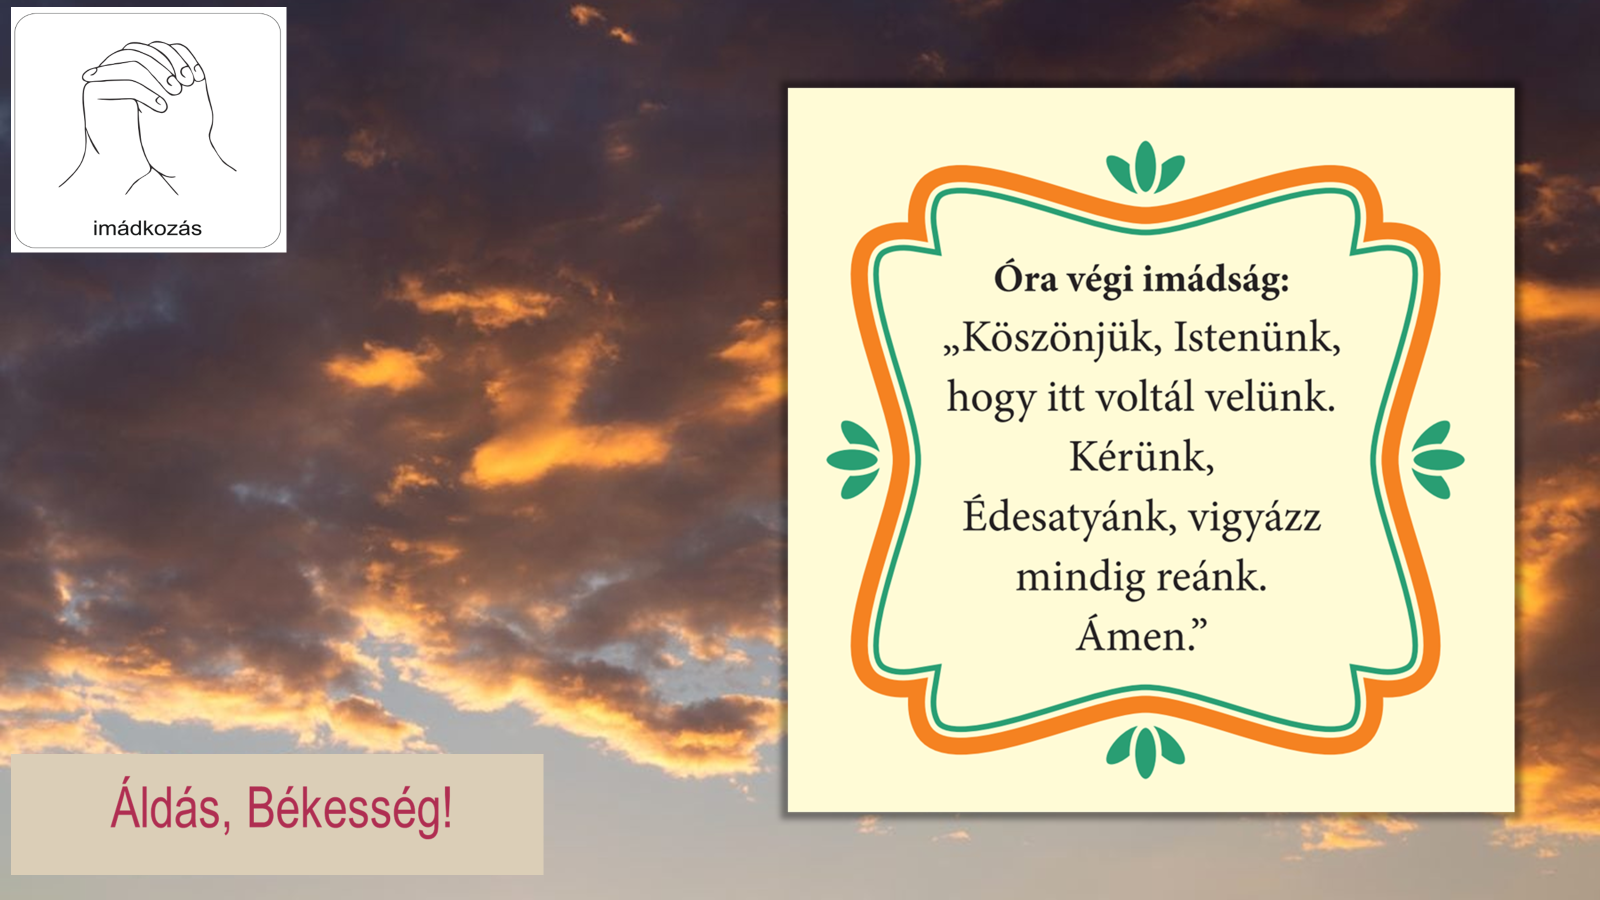 imádkozás
Óra végi imádság:
„Köszönjük, Istenünk,
hogy itt voltál velünk.
Kérünk,
Édesatyánk, vigyázz
mindig reánk.
Ámen.”
Áldás, Békesség!